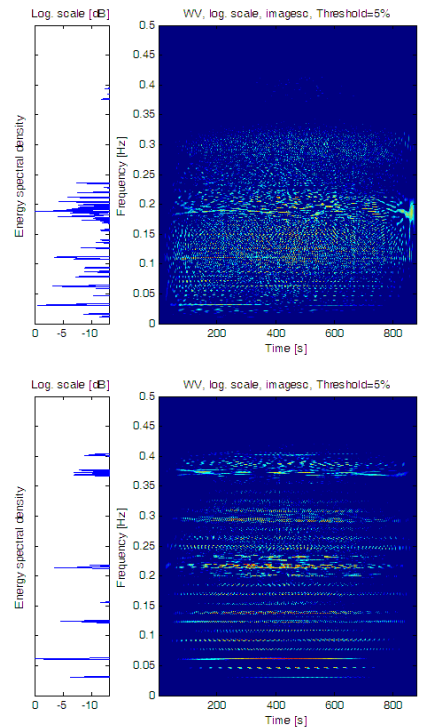 Log. scale [dB]
WV, log. scale, imagesc, Threshold=5%
0.5
0.45
0.4
0.35
0.3
0.25
0.2
0.15
0.1
0.05
0
Energy spectral density
Frequency [Hz]
0 -5 -10
200 400 600 800
Time [s]
Log. scale [dB]
WV, log. scale, imagesc, Threshold=5%
0.5
0.45
0.4
0.35
0.3
0.25
0.2
0.15
0.1
0.05
0
Energy spectral density
Frequency [Hz]
0 -5 -10
200 400 600 800
Time [s]